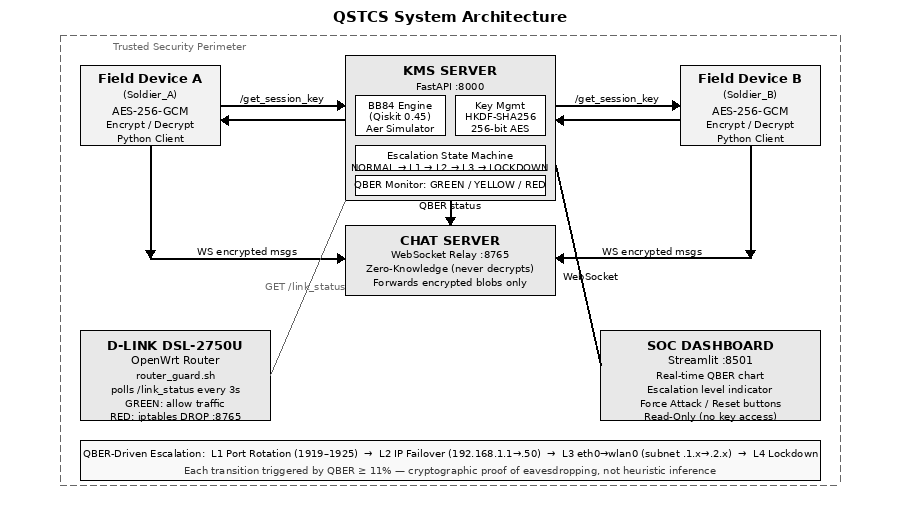 QSTCS System Architecture
Trusted Security Perimeter
Field Device A
(Soldier_A)
AES-256-GCM
Encrypt / Decrypt
Python Client
/get_session_key
KMS SERVER
FastAPI :8000
BB84 Engine
(Qiskit 0.45)
Aer Simulator
Key Mgmt
HKDF-SHA256
256-bit AES
Escalation State Machine
NORMAL → L1 → L2 → L3 → LOCKDOWN
QBER Monitor: GREEN / YELLOW / RED
/get_session_key
Field Device B
(Soldier_B)
AES-256-GCM
Encrypt / Decrypt
Python Client
QBER status
WS encrypted msgs
CHAT SERVER
WebSocket Relay :8765
Zero-Knowledge (never decrypts)
Forwards encrypted blobs only
WS encrypted msgs
WebSocket
GET /link_status
D-LINK DSL-2750U
OpenWrt Router
router_guard.sh
polls /link_status every 3s
GREEN: allow traffic
RED: iptables DROP :8765
SOC DASHBOARD
Streamlit :8501
Real-time QBER chart
Escalation level indicator
Force Attack / Reset buttons
Read-Only (no key access)
QBER-Driven Escalation: L1 Port Rotation (1919–1925) → L2 IP Failover (192.168.1.1→.50) → L3 eth0→wlan0 (subnet .1.x→.2.x) → L4 Lockdown
Each transition triggered by QBER ≥ 11% — cryptographic proof of eavesdropping, not heuristic inference